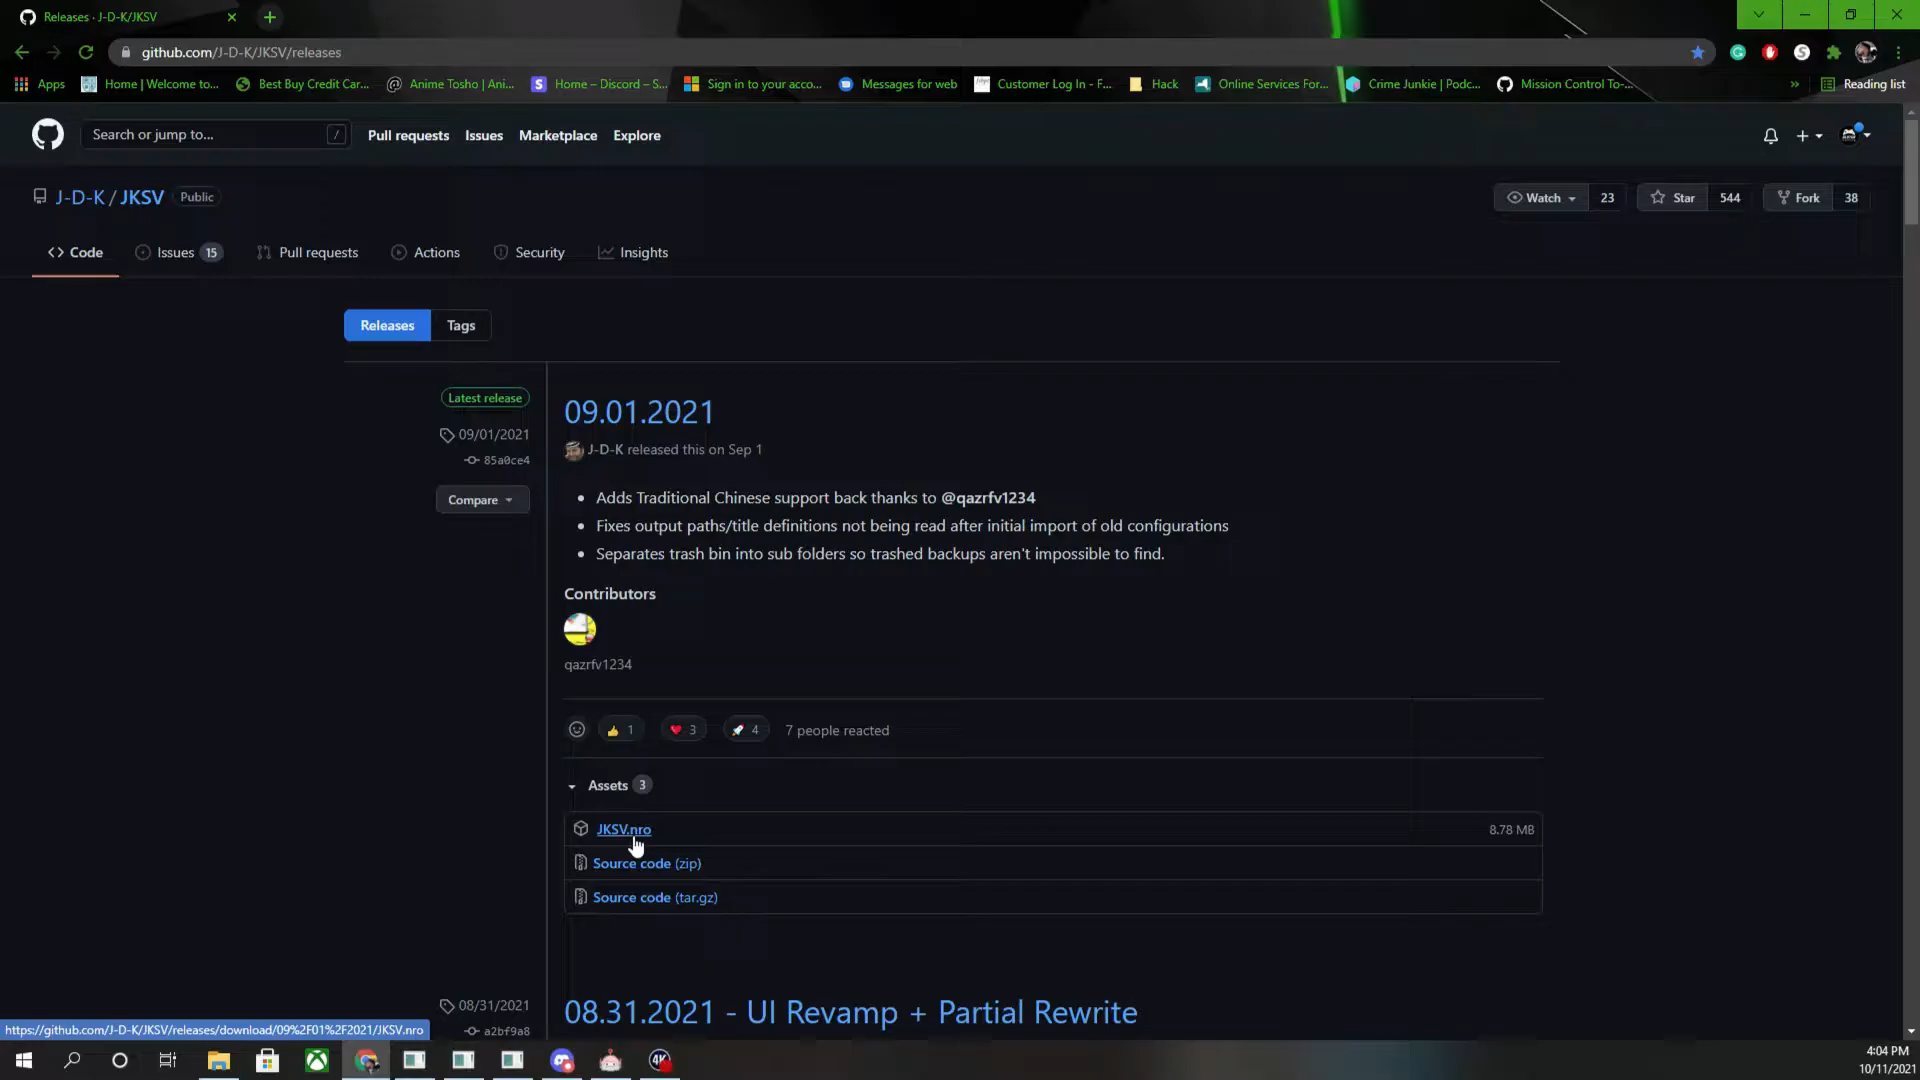 Releases · J-D-K/JKSV
github.com/J-D-K/JKSV/releases
Apps
Home | Welcome to...
Best Buy Credit Car...
Anime Tosho | Ani...
Home – Discord – S...
Sign in to your acco...
Messages for web
Customer Log In - F...
Hack
Online Services For...
Crime Junkie | Podc...
Mission Control To-...
»
Reading list
Search or jump to...
/
Pull requests
Issues
Marketplace
Explore
J-D-K / JKSV
Public
Watch 23
Star 544
Fork 38
Code
Issues 15
Pull requests
Actions
Security
Insights
Releases
Tags
Latest release
09/01/2021
85a0ce4
Compare
09.01.2021
J-D-K released this on Sep 1
• Adds Traditional Chinese support back thanks to @qazrfv1234
• Fixes output paths/title definitions not being read after initial import of old configurations
• Separates trash bin into sub folders so trashed backups aren't impossible to find.
Contributors
qazrfv1234
👍 1
❤️ 3
🚀 4
7 people reacted
Assets 3
JKSV.nro
8.78 MB
Source code (zip)
Source code (tar.gz)
08/31/2021
a2bf9a8
08.31.2021 - UI Revamp + Partial Rewrite
https://github.com/J-D-K/JKSV/releases/download/09%2F01%2F2021/JKSV.nro
4K
4:04 PM
10/11/2021